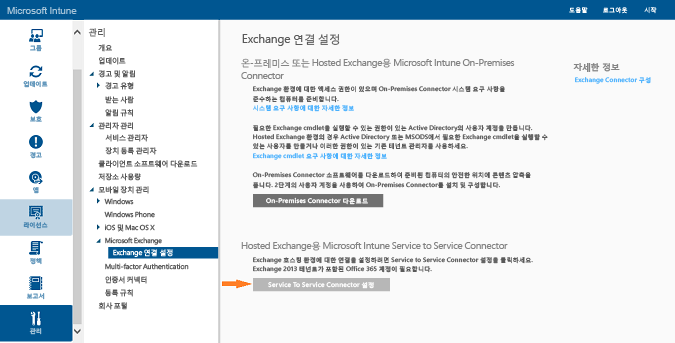 Microsoft Intune
도움말
로그아웃
시작
그룹
업데이트
보호
경고
앱
라이선스
정책
보고서
관리
관리
개요
업데이트
경고 및 알림
경고 유형
받는 사람
알림 규칙
관리자 관리
서비스 관리자
장치 등록 관리자
클라이언트 소프트웨어 다운로드
저장소 사용량
모바일 장치 관리
Windows
Windows Phone
iOS 및 Mac OS X
Microsoft Exchange
Exchange 연결 설정
Multi-factor Authentication
인증서 커넥터
등록 규칙
회사 포털
Exchange 연결 설정
온-프레미스 또는 Hosted Exchange용 Microsoft Intune On-Premises
Connector
Exchange 환경에 대한 액세스 권한이 있으며 On-Premises Connector 시스템 요구 사항을
준수하는 컴퓨터를 준비합니다.
시스템 요구 사항에 대한 자세한 정보
필요한 Exchange cmdlet을 실행할 수 있는 권한이 있는 Active Directory의 사용자 계정을 만듭니다.
Hosted Exchange 환경의 경우 Active Directory 또는 MSODS에서 필요한 Exchange cmdlet을 실행할 수
있는 사용자를 만들거나 이러한 권한이 있는 기존 테넌트 관리자를 사용하세요.
Exchange cmdlet 요구 사항에 대한 자세한 정보
On-Premises Connector 소프트웨어를 다운로드하여 준비된 컴퓨터의 안전한 위치에 콘텐츠 압축을
풉니다. 2단계의 사용자 계정을 사용하여 On-Premises Connector를 설치 및 구성합니다.
On-Premises Connector 다운로드
Hosted Exchange용 Microsoft Intune Service to Service Connector
Exchange 호스팅 환경에 대한 연결을 설정하려면 Service to Service Connector 설정을 클릭하세요.
Exchange 2013 테넌트가 포함된 Office 365 계정이 필요합니다.
Service To Service Connector 설정
자세한 정보
Exchange Connector 구성